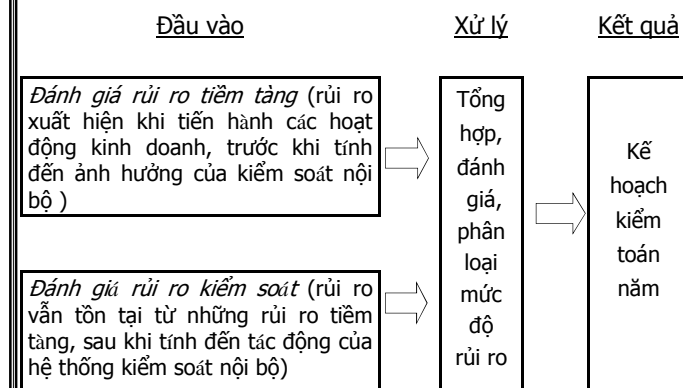 Đầu vào
Xử lý
Kết quả
Đánh giá rủi ro tiềm tàng (rủi ro
xuất hiện khi tiến hành các hoạt
động kinh doanh, trước khi tính
đến ảnh hưởng của kiểm soát nội
bộ )
Đánh giá rủi ro kiểm soát (rủi ro
vẫn tồn tại từ những rủi ro tiềm
tàng, sau khi tính đến tác động của
hệ thống kiểm soát nội bộ)
Tổng
hợp,
đánh
giá,
phân
loại
mức
độ
rủi ro
Kế
hoạch
kiểm
toán
năm